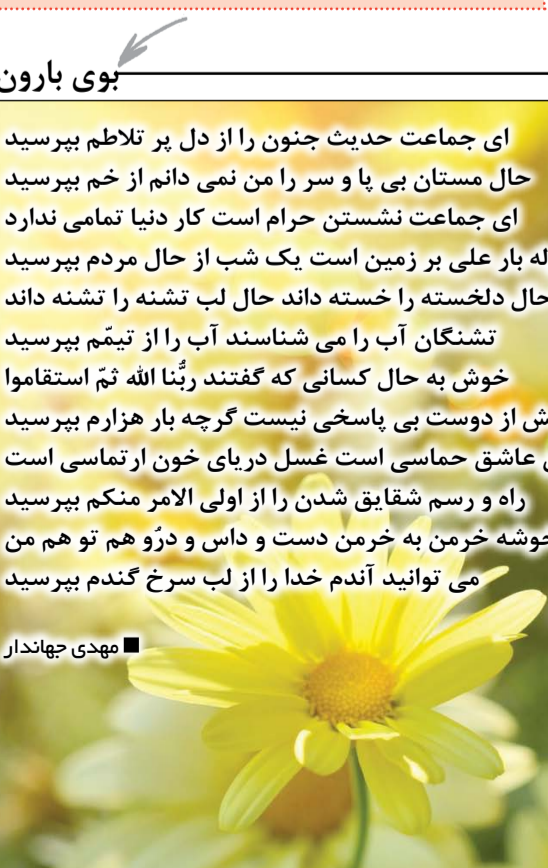 بوی بارون
ای جماعت حدیث جنون را از دل پر تلاطم بپرسید
حال مستان بی پا و سر را من نمی دانم از خم بپرسید
ای جماعت نشستن حرام است کار دنیا تمامی ندارد
بار علی بر زمین است یک شب از حال مردم بپرسید
حال دلخسته را خسته داند حال لب تشنه را تشنه داند
تشنگان آب را می شناسند آب را از تیمّم بپرسید
خوش به حال کسانی که گفتند ربُّنا الله ثمّ استقاموا
از دوست بی پاسخی نیست گرچه بار هزارم بپرسید
عاشق حماسی است غسل دریای خون ارتماسی است
راه و رسم شقایق شدن را از اولی الامر منکم بپرسید
خرمن به خرمن دست و داس و درُو هم تو هم من
می توانید آندم خدا را از لب سرخ گندم بپرسید
■ مهدی جهاندار